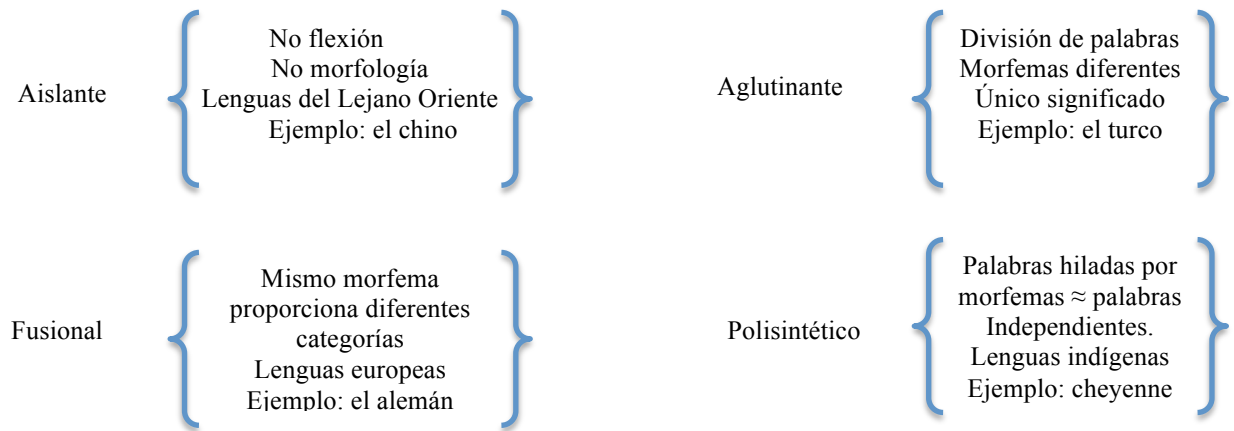 Aislante
No flexión
No morfología
Lenguas del Lejano Oriente
Ejemplo: el chino
Aglutinante
División de palabras
Morfemas diferentes
Único significado
Ejemplo: el turco
Fusional
Mismo morfema
proporciona diferentes
categorías
Lenguas europeas
Ejemplo: el alemán
Polisintético
Palabras hiladas por
morfemas ≈ palabras
Independientes.
Lenguas indígenas
Ejemplo: cheyenne